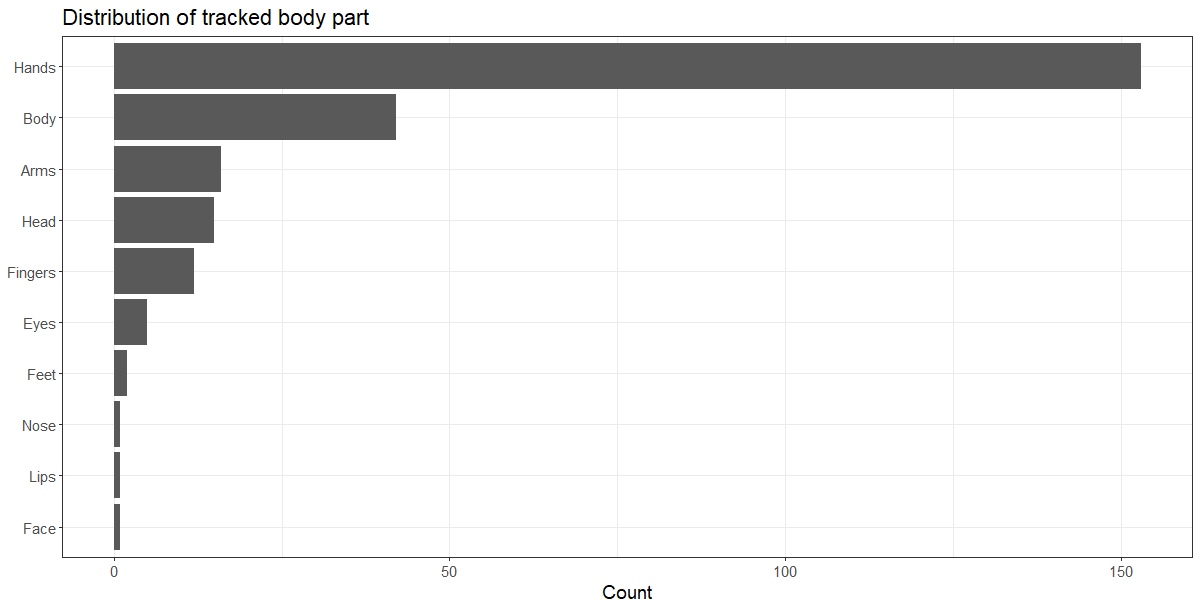 Distribution of tracked body part
Hands
Body
Arms
Head
Fingers
Eyes
Feet
Nose
Lips
Face
0 50 100 150
Count